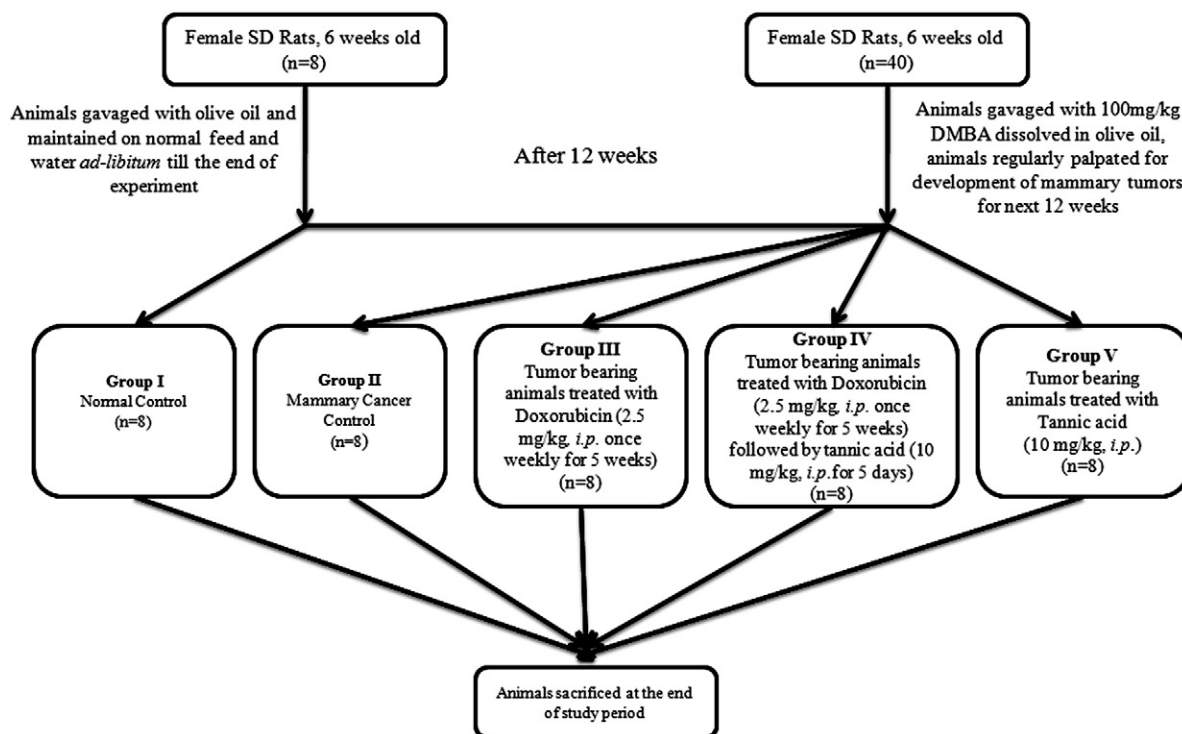 Female SD Rats, 6 weeks old
(n=8)
Female SD Rats, 6 weeks old
(n=40)
Animals gavaged with olive oil and
maintained on normal feed and
water ad-libitum till the end of
experiment
After 12 weeks
Animals gavaged with 100mg/kg
DMBA dissolved in olive oil,
animals regularly palpated for
development of mammary tumors
for next 12 weeks
Group I
Normal Control
(n=8)
Group II
Mammary Cancer
Control
(n=8)
Group III
Tumor bearing
animals treated with
Doxorubicin (2.5
mg/kg, i.p. once
weekly for 5 weeks)
(n=8)
Group IV
Tumor bearing animals
treated with Doxorubicin
(2.5 mg/kg, i.p. once
weekly for 5 weeks)
followed by tannic acid (10
mg/kg, i.p.for 5 days)
(n=8)
Group V
Tumor bearing
animals treated with
Tannic acid
(10 mg/kg, i.p.)
(n=8)
Animals sacrificed at the end
of study period